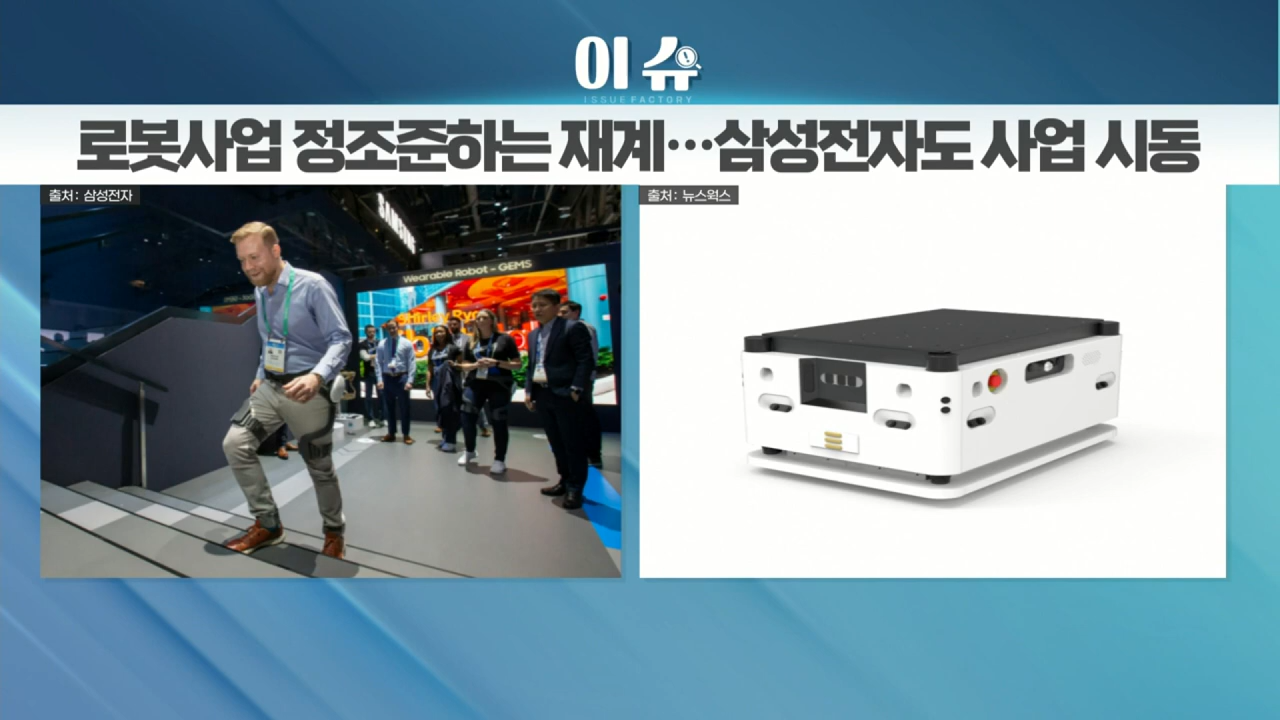 이슈
ISSUE FACTORY
로봇사업 정조준하는 재계…삼성전자도 사업 시동
출처: 삼성전자
출처: 뉴스웍스
SAMSUNG
Wearable Robot - GEMS
Shirley Ry